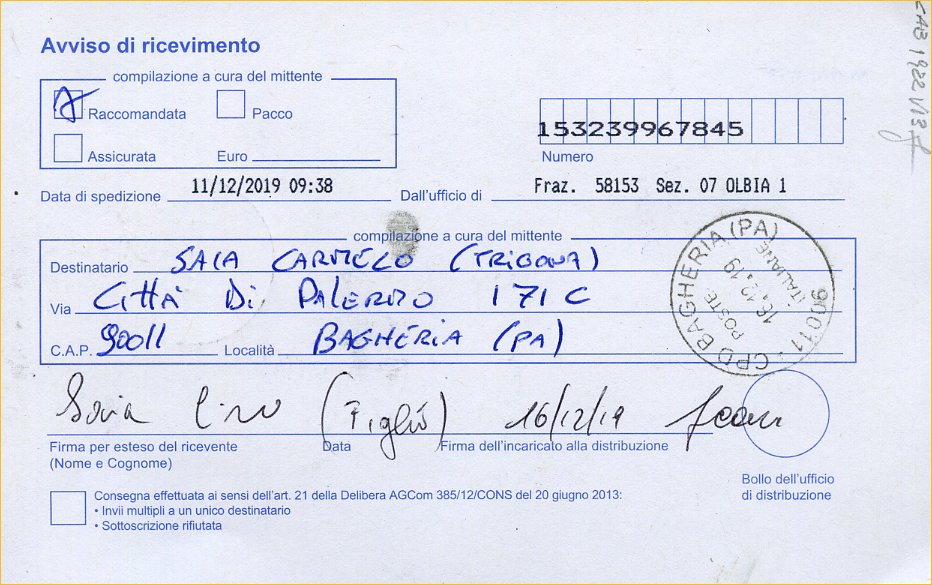 Avviso di ricevimento
compilazione a cura del mittente
Raccomandata Pacco
Assicurata Euro
153239967845
Numero
Data di spedizione 11/12/2019 09:38 Dall'ufficio di Fraz. 58153 Sez. 07 OLBIA 1
compilazione a cura del mittente
Destinatario SAIA CARMELO (TRIGONA)
Via CITTÀ DI PALERMO 171 C
C.A.P. 90011 Località BAGHERIA (PA)
CPD BAGHERIA (PA)
90011
POSTE ITALIANE
16.12.19
Saia (Figlio) 16/12/19
Firma per esteso del ricevente Data Firma dell'incaricato alla distribuzione
(Nome e Cognome)
Bollo dell'ufficio
di distribuzione
Consegna effettuata ai sensi dell'art. 21 della Delibera AGCom 385/12/CONS del 20 giugno 2013:
• Invii multipli a un unico destinatario
• Sottoscrizione rifiutata